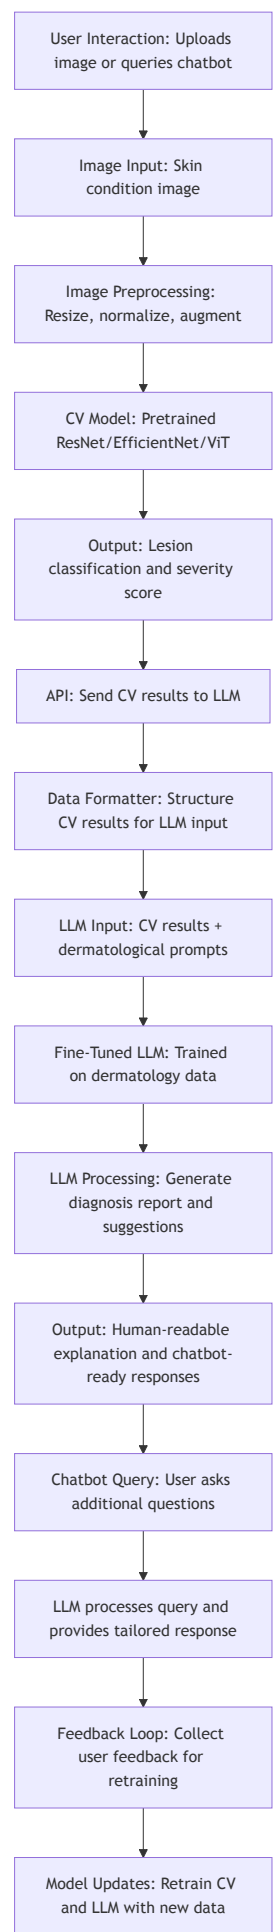 User Interaction: Uploads
image or queries chatbot
Image Input: Skin
condition image
Image Preprocessing:
Resize, normalize, augment
CV Model: Pretrained
ResNet/EfficientNet/ViT
Output: Lesion
classification and severity
score
API: Send CV results to LLM
Data Formatter: Structure
CV results for LLM input
LLM Input: CV results +
dermatological prompts
Fine-Tuned LLM: Trained
on dermatology data
LLM Processing: Generate
diagnosis report and
suggestions
Output: Human-readable
explanation and chatbot-
ready responses
Chatbot Query: User asks
additional questions
LLM processes query and
provides tailored response
Feedback Loop: Collect
user feedback for
retraining
Model Updates: Retrain CV
and LLM with new data